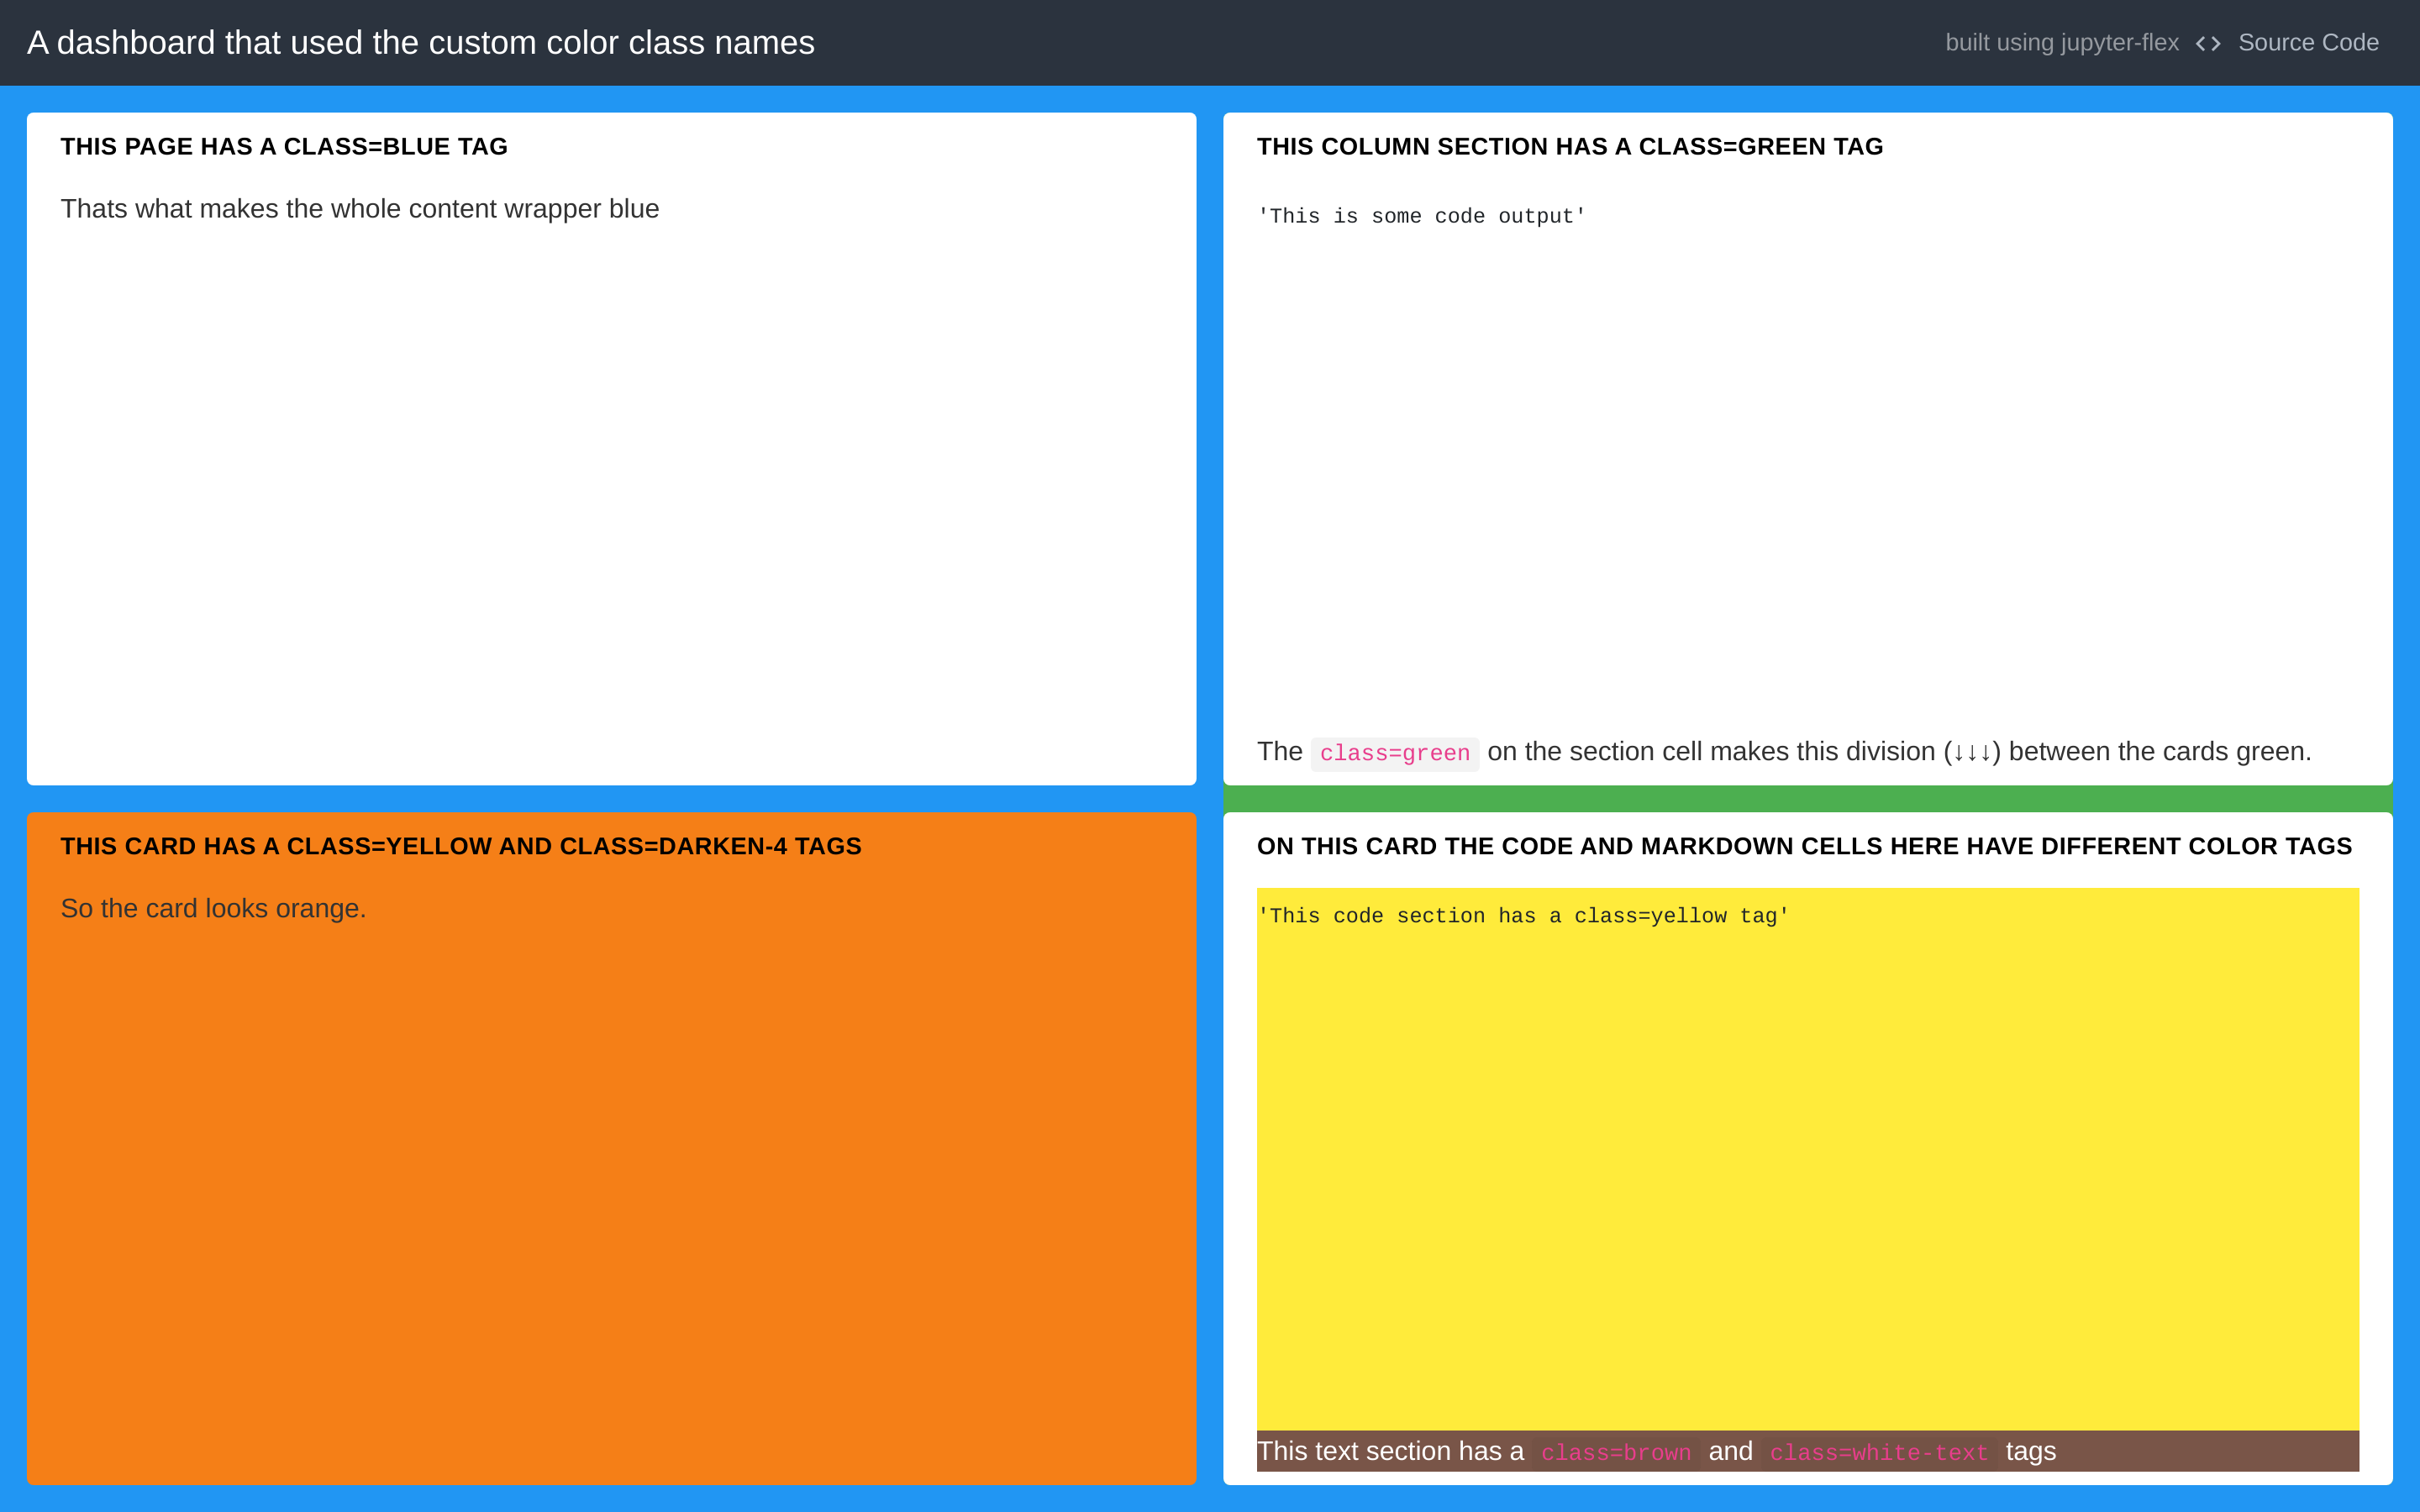 A dashboard that used the custom color class names
built using jupyter-flex <> Source Code
THIS PAGE HAS A CLASS=BLUE TAG
Thats what makes the whole content wrapper blue
THIS COLUMN SECTION HAS A CLASS=GREEN TAG
'This is some code output'
The class=green on the section cell makes this division (↓↓↓) between the cards green.
THIS CARD HAS A CLASS=YELLOW AND CLASS=DARKEN-4 TAGS
So the card looks orange.
ON THIS CARD THE CODE AND MARKDOWN CELLS HERE HAVE DIFFERENT COLOR TAGS
'This code section has a class=yellow tag'
This text section has a class=brown and class=white-text tags